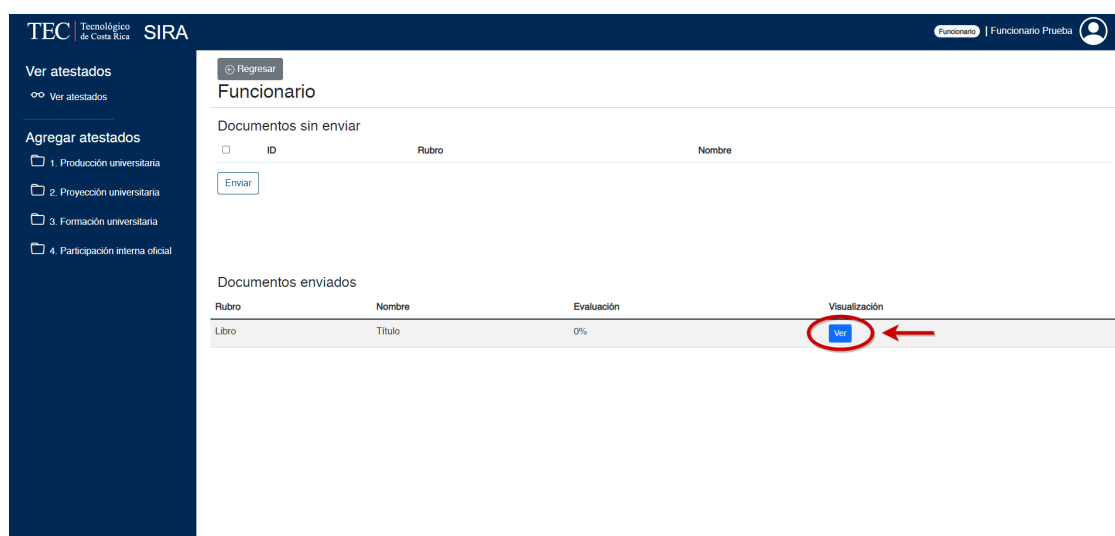 TEC Tecnológico de Costa Rica SIRA
Funcionario | Funcionario Prueba
Ver atestados
Ver atestados
Agregar atestados
1. Producción universitaria
2. Proyección universitaria
3. Formación universitaria
4. Participación interna oficial
Regresar
Funcionario
Documentos sin enviar
ID Rubro Nombre
Enviar
Documentos enviados
Rubro Nombre Evaluación Visualización
Libro Título 0% Ver